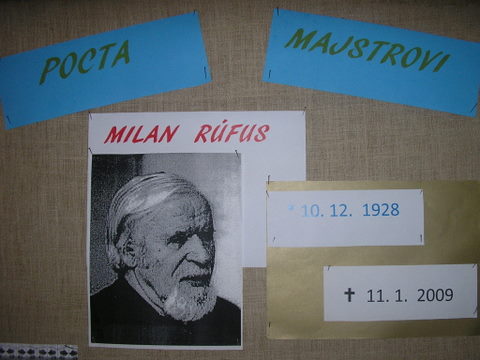 POCTA
MAJSTROVI
MILAN RÚFUS
* 10. 12. 1928
✝ 11. 1. 2009